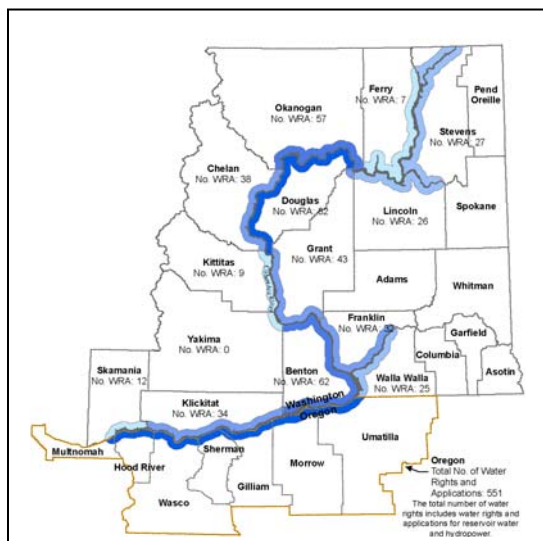 Okanogan
No. WRA: 57
Ferry
No. WRA: 7
Pend
Oreille
Stevens
No. WRA: 27
Chelan
No. WRA: 38
Douglas
No. WRA: 82
Lincoln
No. WRA: 26
Spokane
Grant
No. WRA: 43
Kittitas
No. WRA: 9
Adams
Whitman
Franklin
No. WRA: 32
Garfield
Columbia
Asotin
Yakima
No. WRA: 0
Benton
No. WRA: 62
Walla Walla
No. WRA: 25
Skamania
No. WRA: 12
Klickitat
No. WRA: 34
Washington
Oregon
Multnomah
Hood River
Sherman
Wasco
Gilliam
Morrow
Umatilla
Oregon
Total No. of Water
Rights and
Applications: 551
The total number of water
rights includes water rights and
applications for reservoir water
and hydropower.